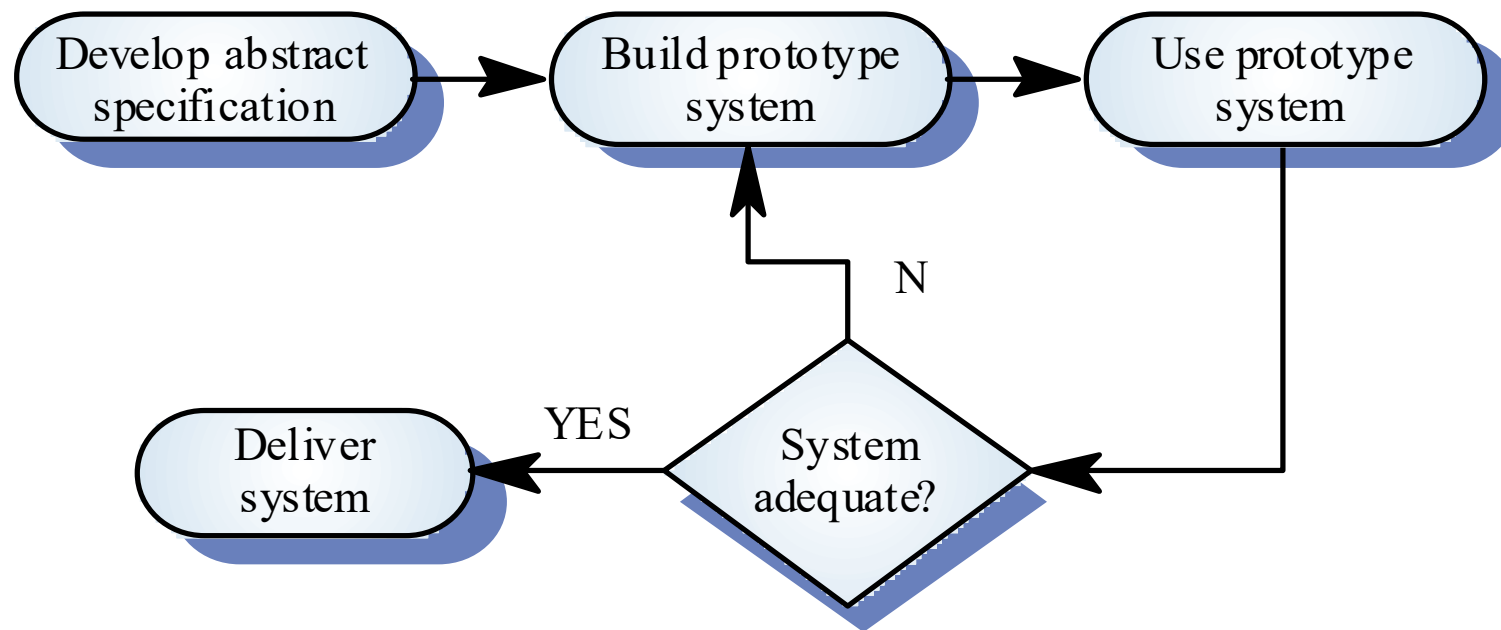 Develop abstract
specification
Build prototype
system
Use prototype
system
N
YES
Deliver
system
System
adequate?